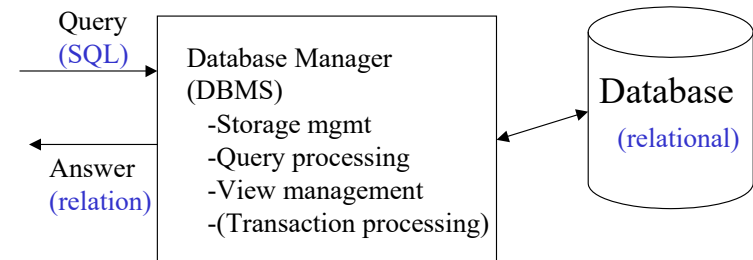 Query
(SQL)
Answer
(relation)
Database Manager
(DBMS)
-Storage mgmt
-Query processing
-View management
-(Transaction processing)
Database
(relational)